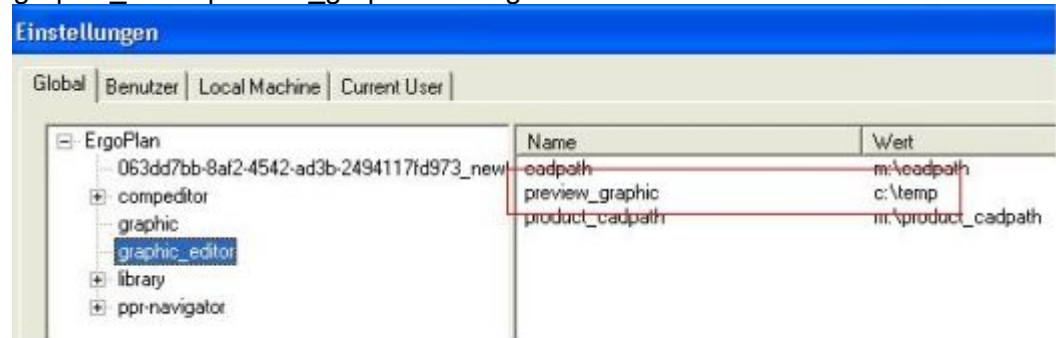 Einstellungen
Global Benutzer Local Machine Current User
ErgoPlan Name Wert
063dd7bb-8af2-4542-ad3b-2494117fd973_new cadpath m:\cadpath
compeditor preview_graphic c:\temp
graphic product_cadpath m:\product_cadpath
graphic_editor
library
ppr-navigator